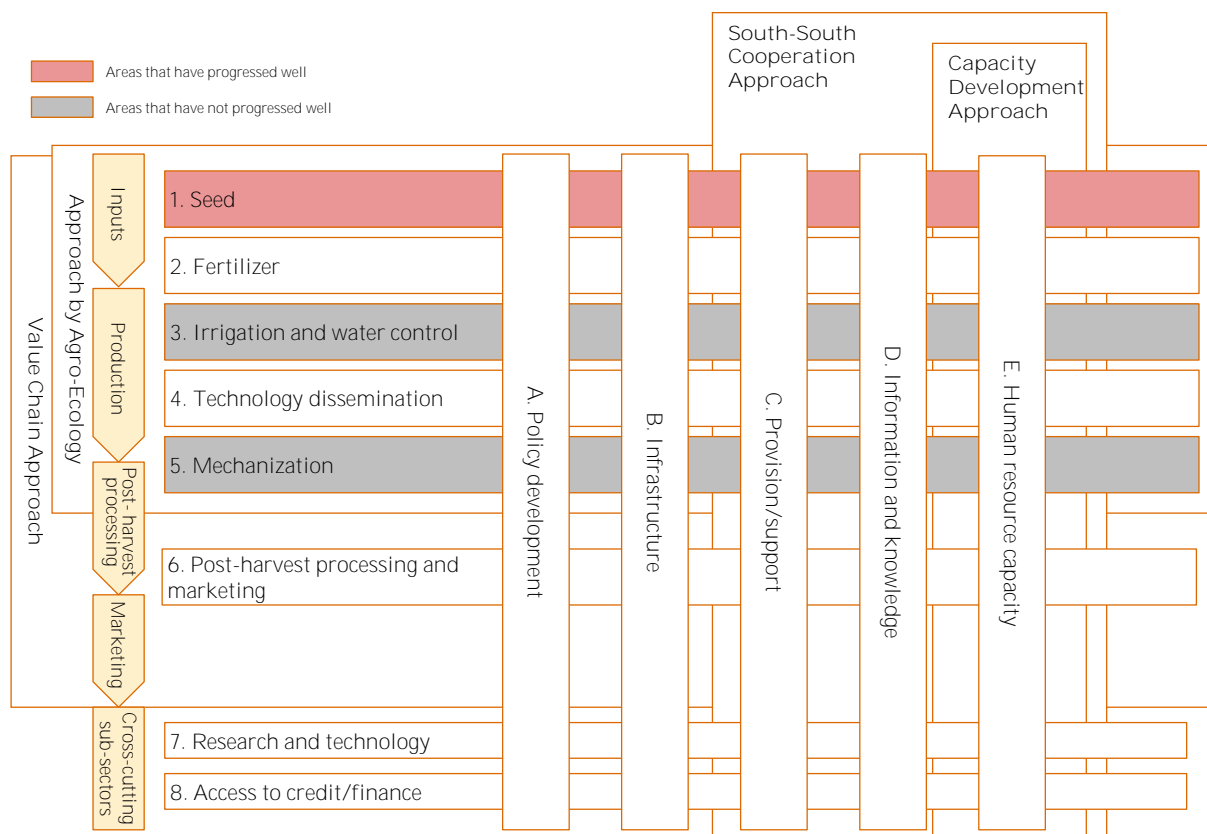 South-South
Cooperation
Approach
Capacity
Development
Approach
Areas that have progressed well
Areas that have not progressed well
Value Chain Approach
Approach by Agro-Ecology
Inputs
Production
Post- harvest
processing
Marketing
Cross-cutting
sub-sectors
1. Seed
2. Fertilizer
3. Irrigation and water control
4. Technology dissemination
5. Mechanization
6. Post-harvest processing and
marketing
7. Research and technology
8. Access to credit/finance
A. Policy development
B. Infrastructure
C. Provision/support
D. Information and knowledge
E. Human resource capacity